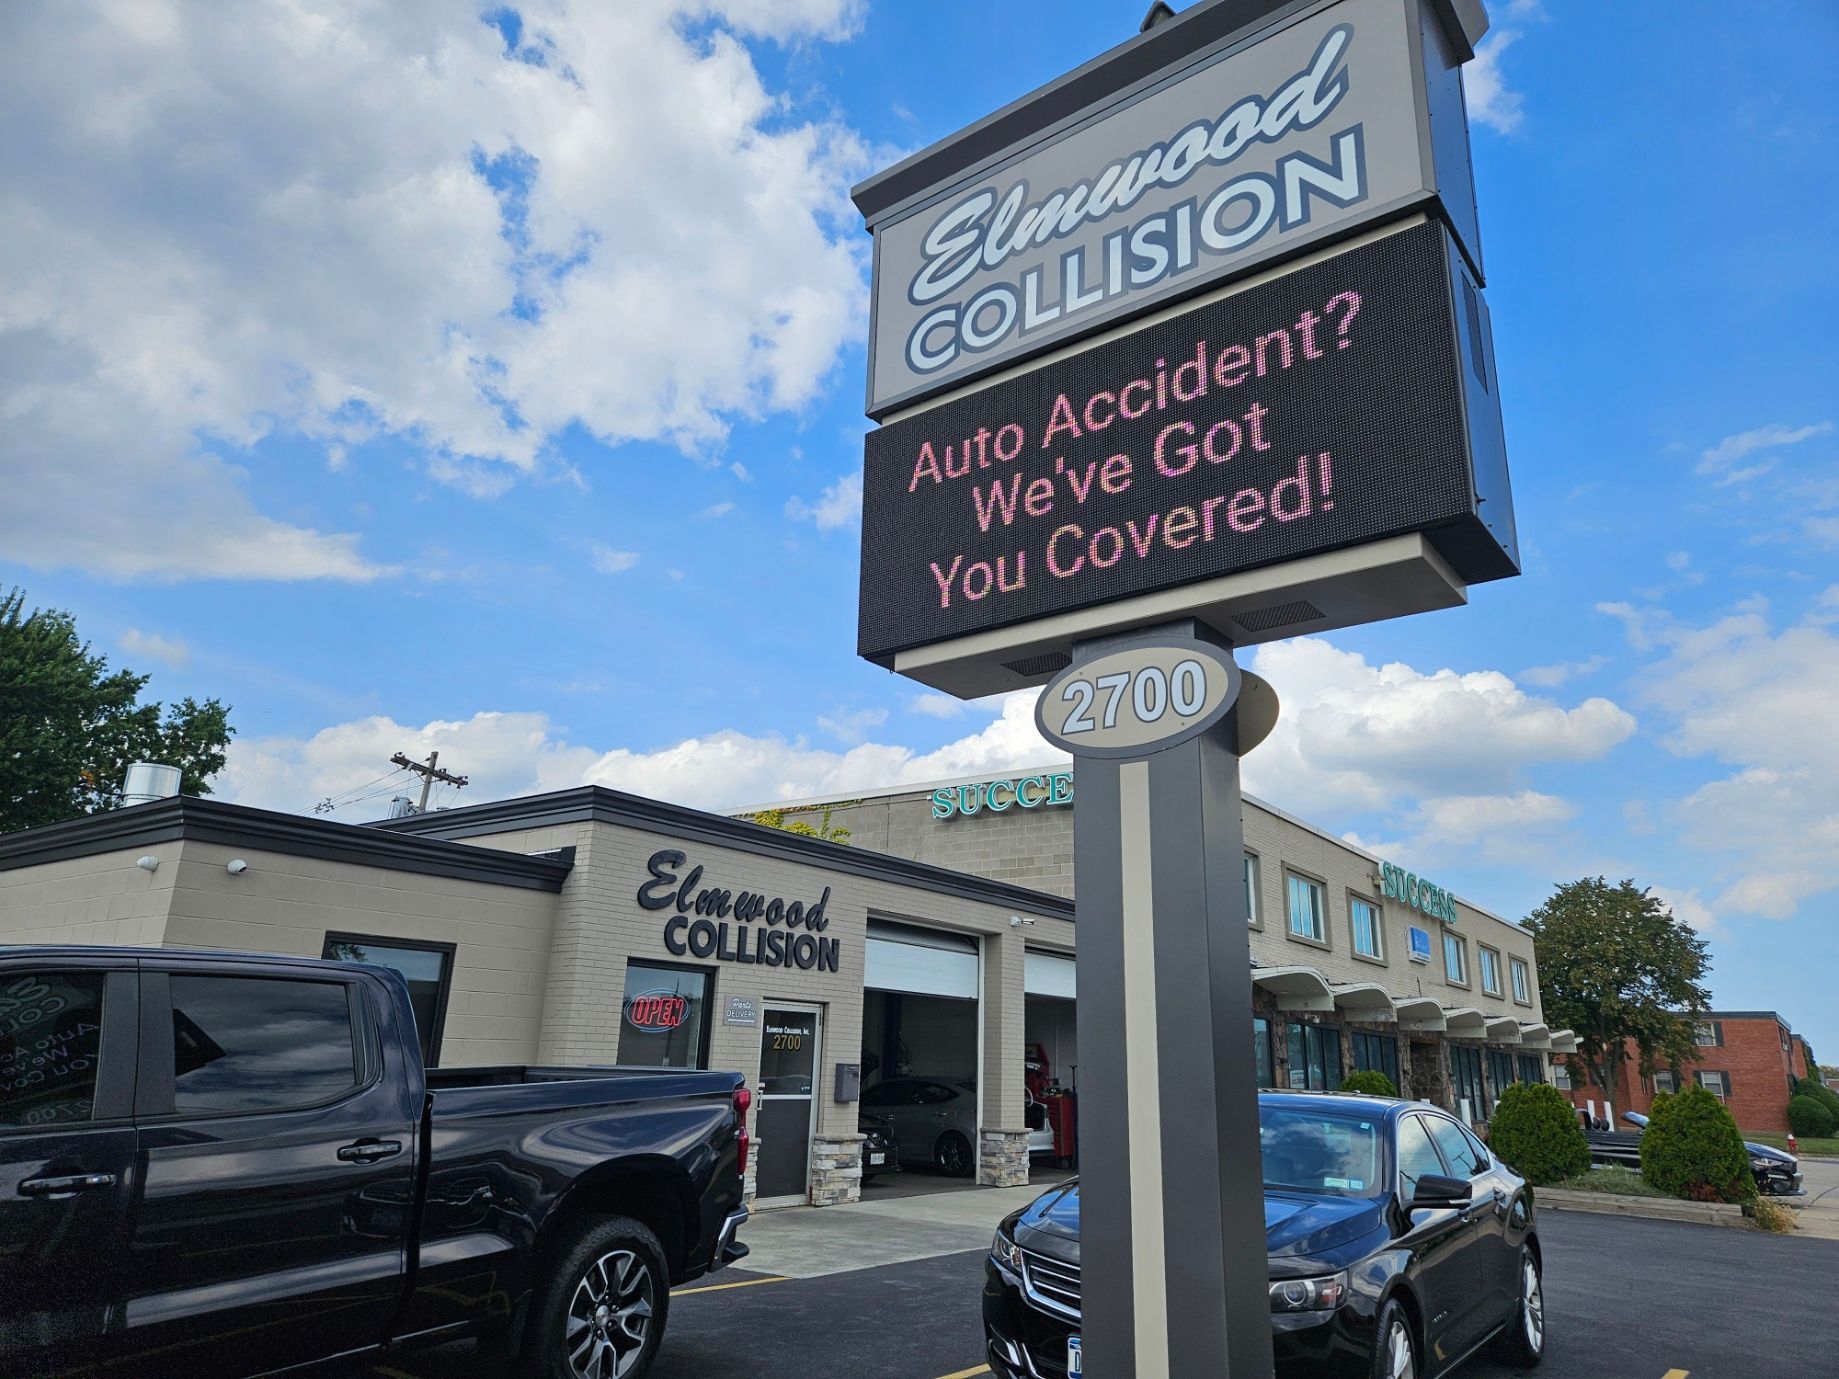 Elmwood
COLLISION
Auto Accident?
We've Got
You Covered!
2700
SUCCE
SUCCESS
Elmwood
COLLISION
OPEN
Parts
DELIVERY
ELMWOOD COLLISION, INC.
2700